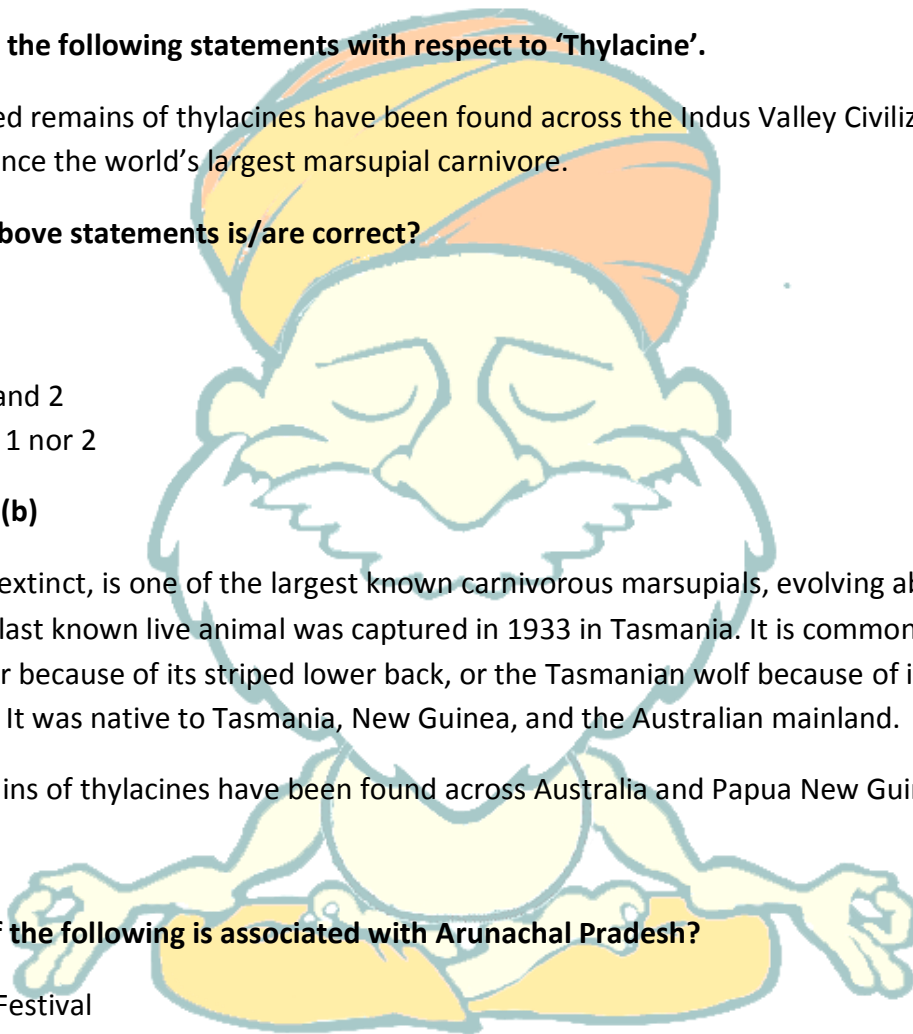 the following statements with respect to ‘Thylacine’.
ed remains of thylacines have been found across the Indus Valley Civiliz
nce the world’s largest marsupial carnivore.
bove statements is/are correct?
and 2
1 nor 2
(b)
extinct, is one of the largest known carnivorous marsupials, evolving ab
last known live animal was captured in 1933 in Tasmania. It is common
r because of its striped lower back, or the Tasmanian wolf because of i
It was native to Tasmania, New Guinea, and the Australian mainland.
ins of thylacines have been found across Australia and Papua New Gui
f the following is associated with Arunachal Pradesh?
Festival